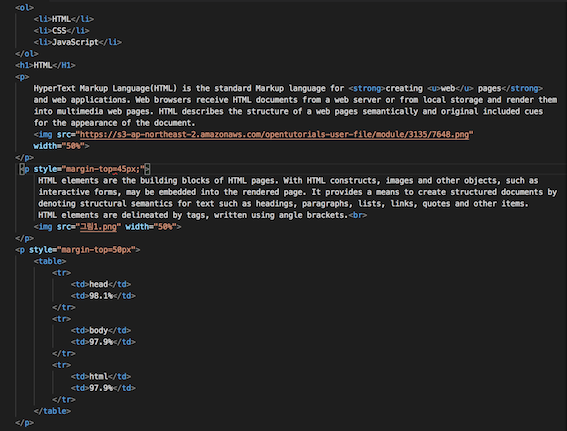 <ol>
<li>HTML</li>
<li>CSS</li>
<li>JavaScript</li>
</ol>
<h1>HTML</H1>
<p>
HyperText Markup Language(HTML) is the standard Markup language for <strong>creating <u>web</u> pages</strong>
and web applications. Web browsers receive HTML documents from a web server or from local storage and render them
into multimedia web pages. HTML describes the structure of a web pages semantically and original included cues
for the appearance of the document.
<img src="https://s3-ap-northeast-2.amazonaws.com/opentutorials-user-file/module/3135/7648.png"
width="50%">
</p>
<p style="margin-top=45px;">
HTML elements are the building blocks of HTML pages. With HTML constructs, images and other objects, such as
interactive forms, may be embedded into the rendered page. It provides a means to create structured documents by
denoting structural semantics for text such as headings, paragraphs, lists, links, quotes and other items.
HTML elements are delineated by tags, written using angle brackets.<br>
<img src="그림1.png" width="50%">
</p>
<p style="margin-top=50px">
<table>
<tr>
<td>head</td>
<td>98.1%</td>
</tr>
<tr>
<td>body</td>
<td>97.9%</td>
</tr>
<tr>
<td>html</td>
<td>97.9%</td>
</tr>
</table>
</p>